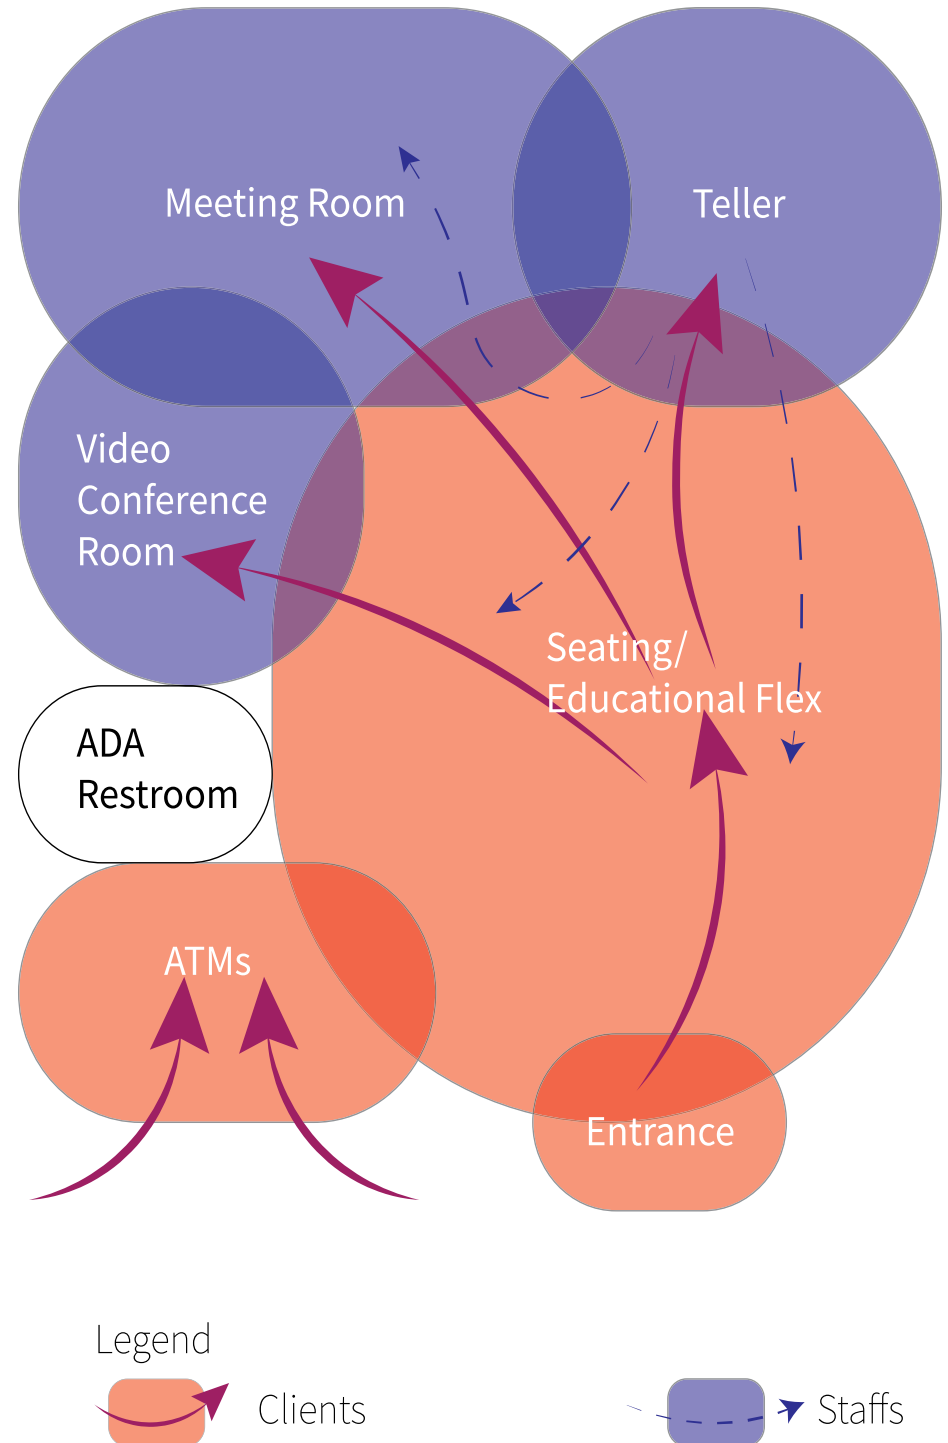 Meeting Room
Teller
Video
Conference
Room
Seating/
Educational Flex
ADA
Restroom
ATMs
Entrance
Legend
Clients
Staffs